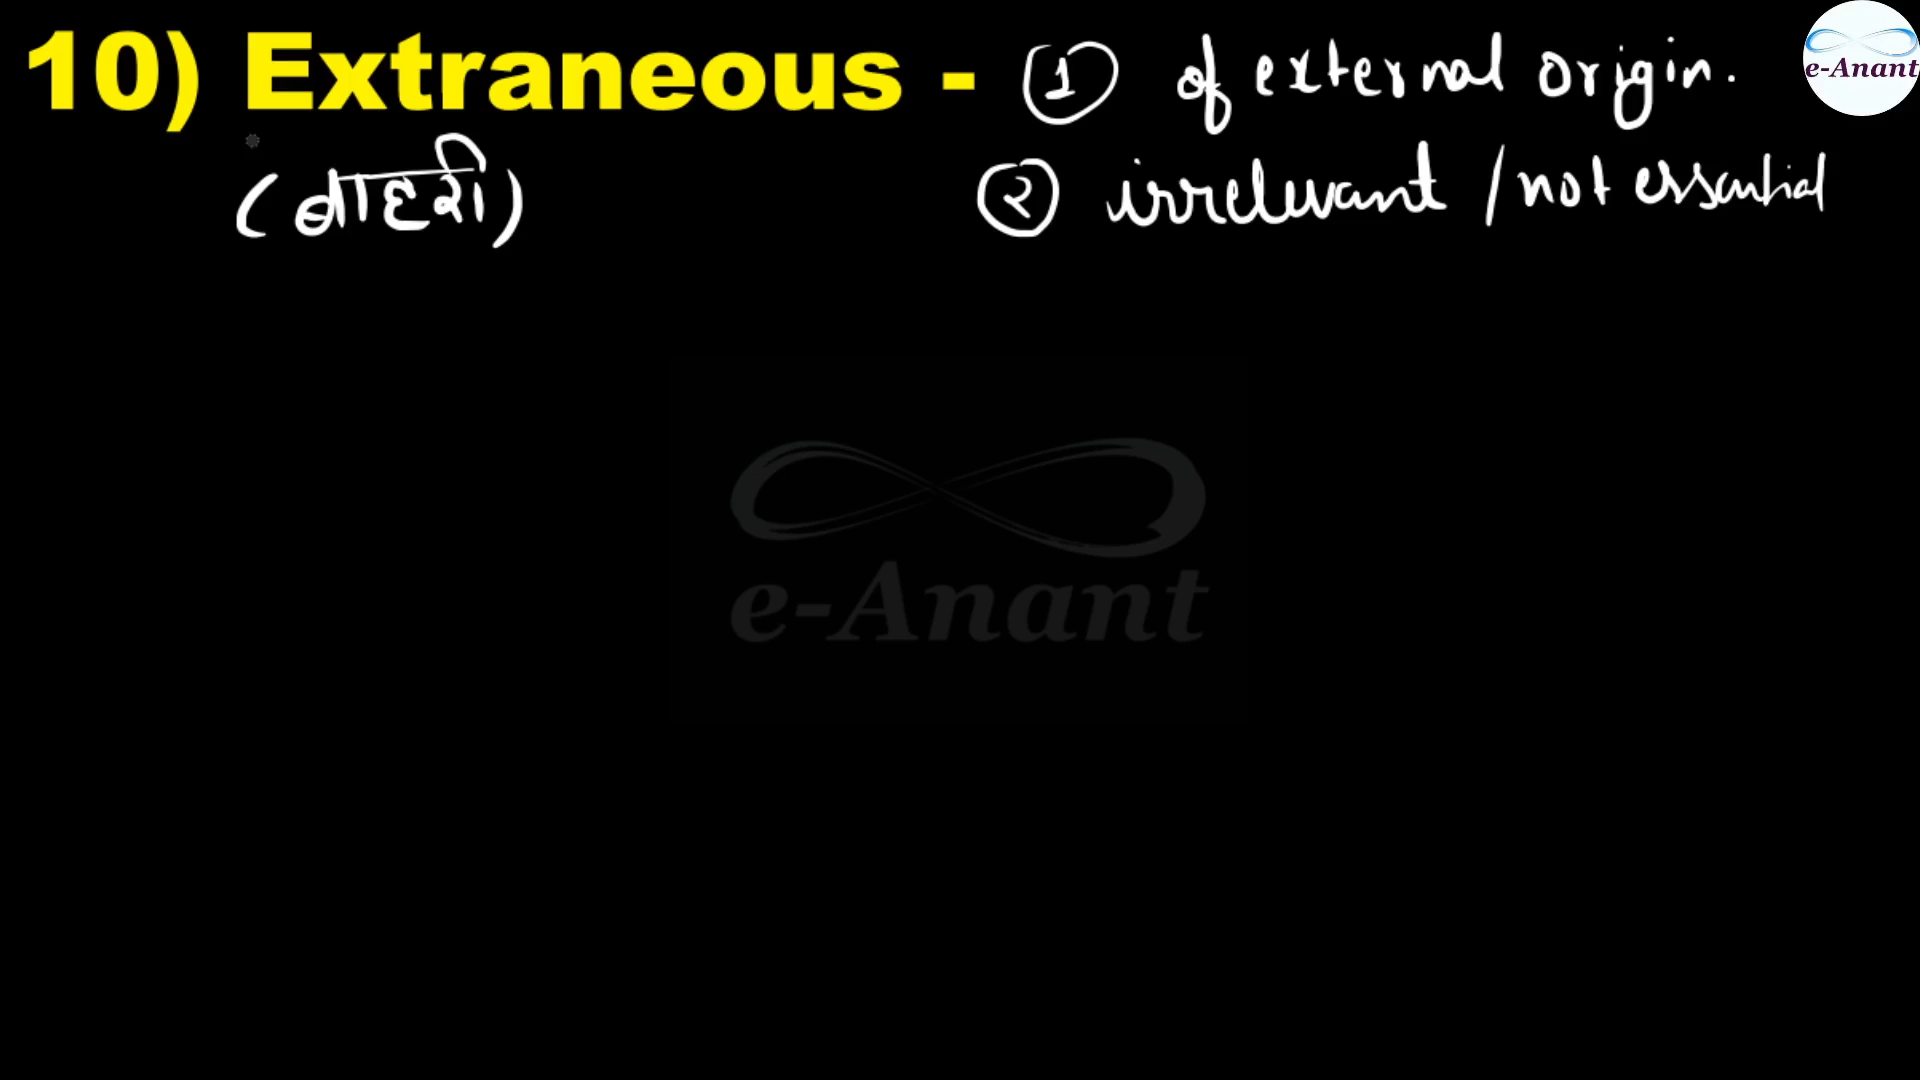 10) Extraneous - ① of external origin.
(बाहरी) ② irrelevant / not essential
e-Anant
e-Anant